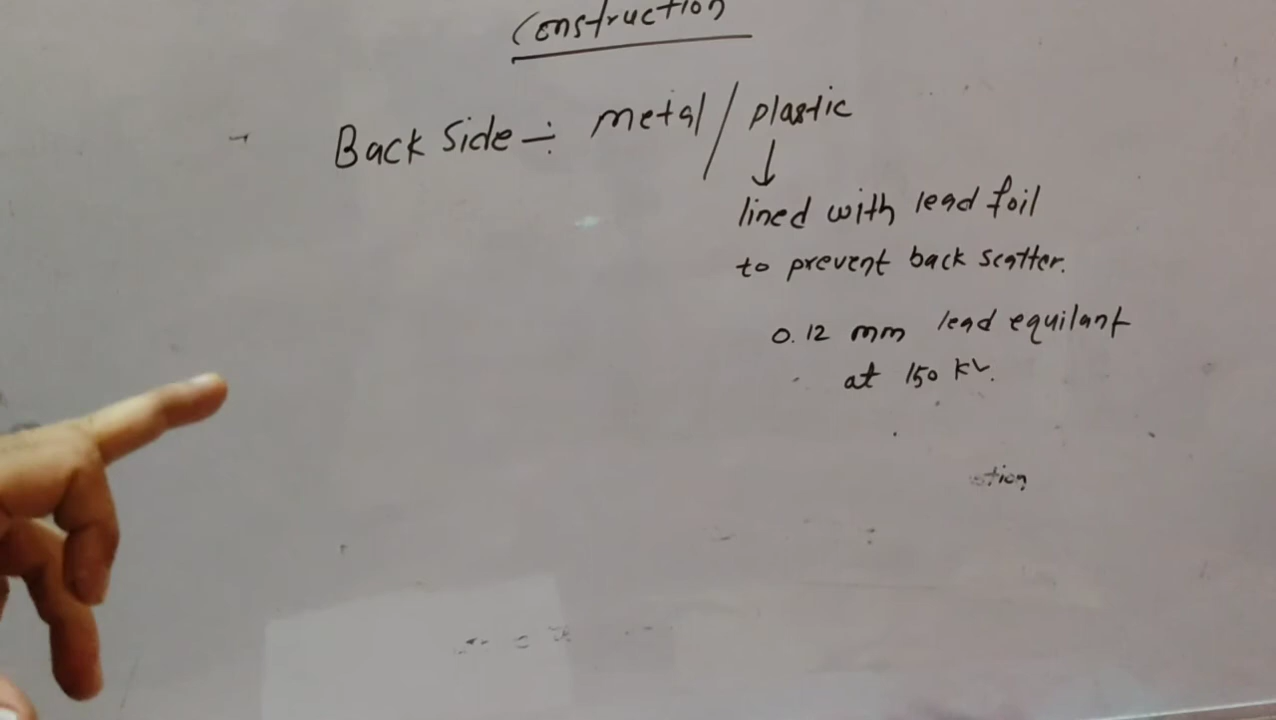 Construction
Back Side :- metal / plastic
↓
lined with lead foil
to prevent back scatter.
0.12 mm lead equilant
at 150 kv.